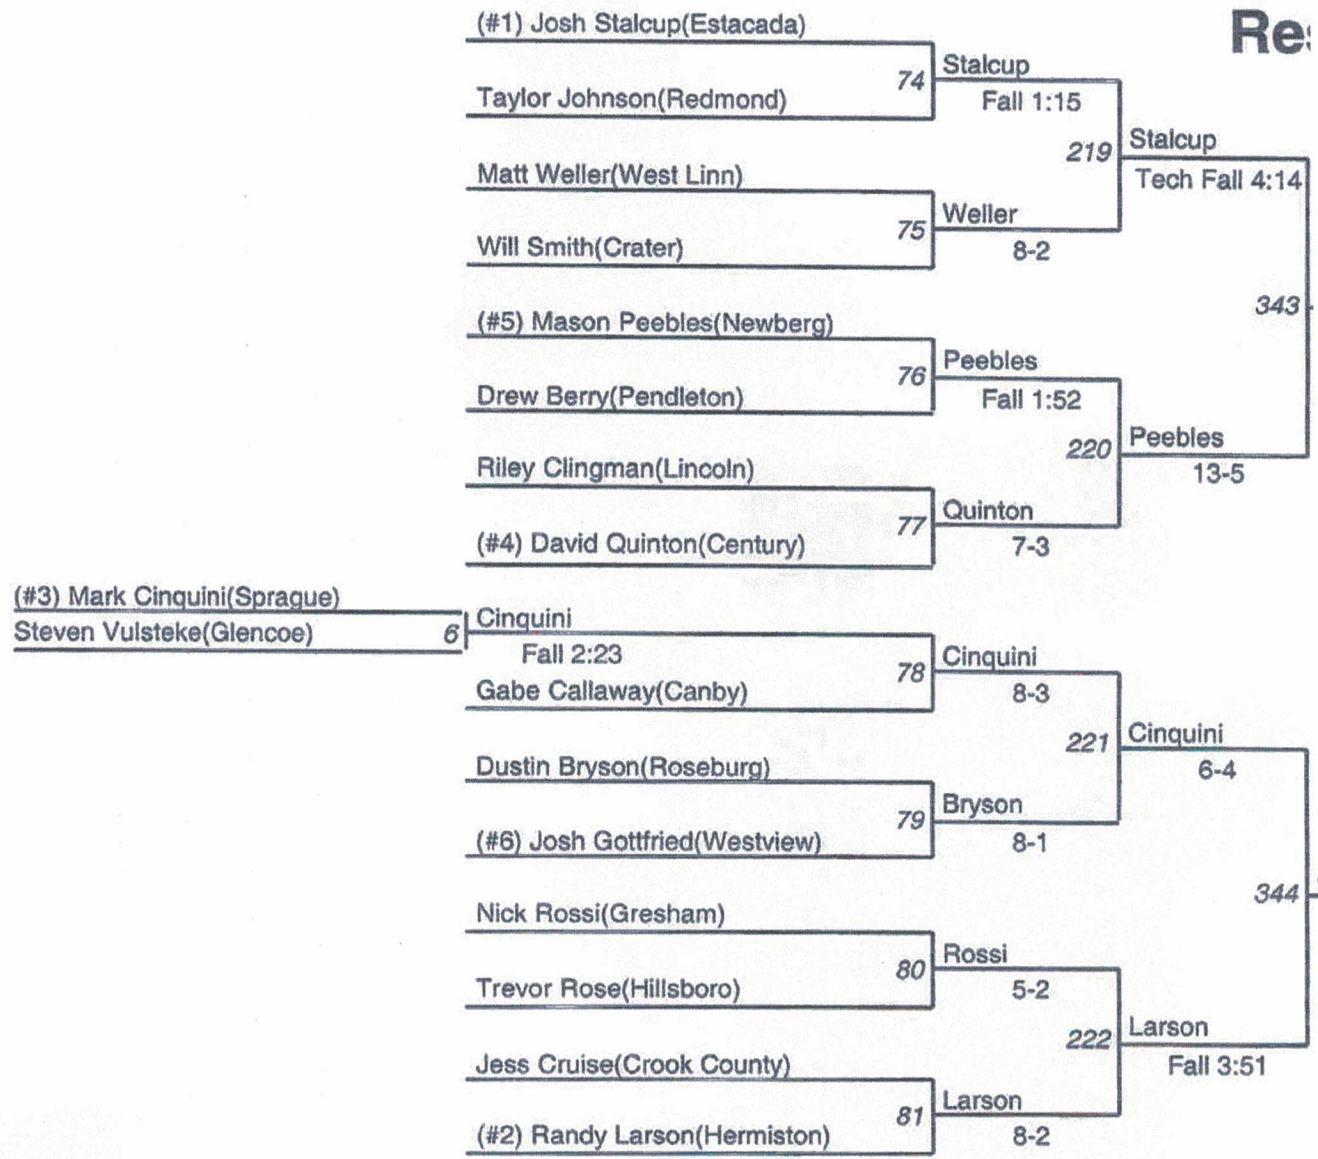 (#1) Josh Stalcup(Estacada)
Taylor Johnson(Redmond)
74
Stalcup
Fall 1:15
Matt Weller(West Linn)
Will Smith(Crater)
75
Weller
8-2
219
Stalcup
Tech Fall 4:14
(#5) Mason Peebles(Newberg)
Drew Berry(Pendleton)
76
Peebles
Fall 1:52
Riley Clingman(Lincoln)
(#4) David Quinton(Century)
77
Quinton
7-3
220
Peebles
13-5
343
(#3) Mark Cinquini(Sprague)
Steven Vulsteke(Glencoe)
6
Cinquini
Fall 2:23
Gabe Callaway(Canby)
78
Cinquini
8-3
Dustin Bryson(Roseburg)
(#6) Josh Gottfried(Westview)
79
Bryson
8-1
221
Cinquini
6-4
Nick Rossi(Gresham)
Trevor Rose(Hillsboro)
80
Rossi
5-2
Jess Cruise(Crook County)
(#2) Randy Larson(Hermiston)
81
Larson
8-2
222
Larson
Fall 3:51
344